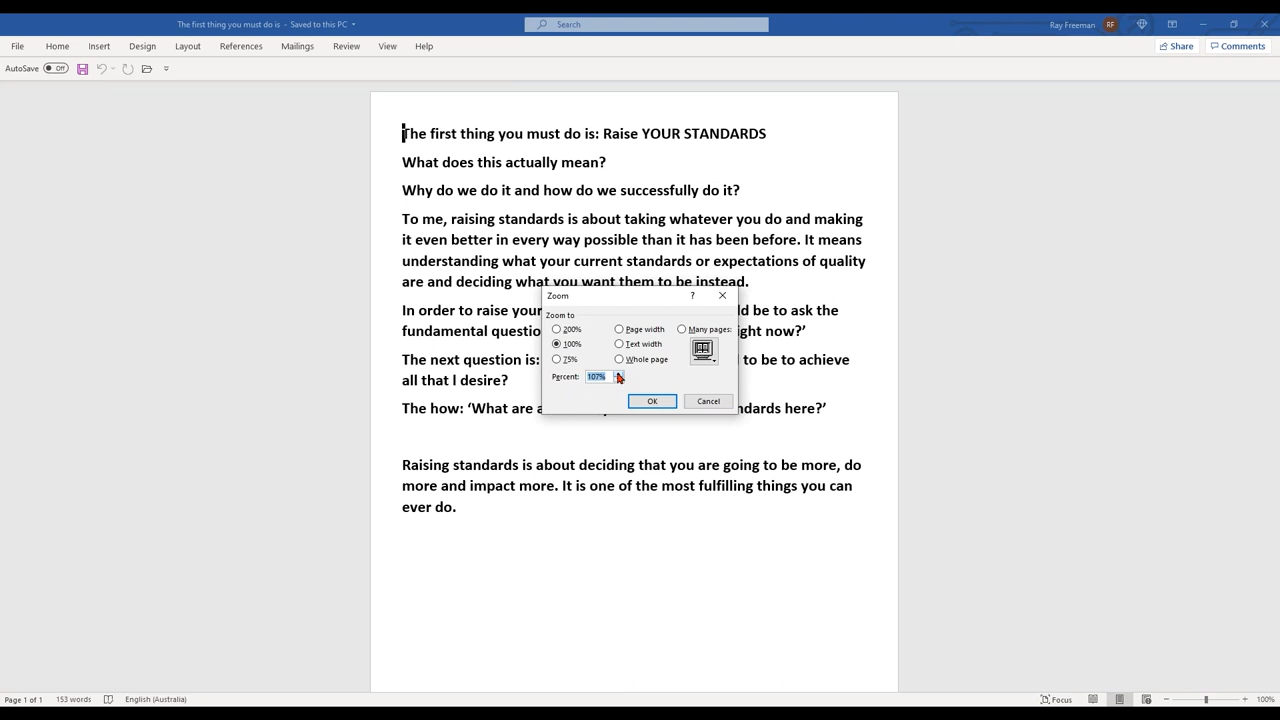 The first thing you must do is - Saved to this PC
Search
Ray Freeman RF
File Home Insert Design Layout References Mailings Review View Help
Share Comments
AutoSave Off
The first thing you must do is: Raise YOUR STANDARDS
What does this actually mean?
Why do we do it and how do we successfully do it?
To me, raising standards is about taking whatever you do and making
it even better in every way possible than it has been before. It means
understanding what your current standards or expectations of quality
are and deciding what you want them to be instead.
In order to raise your
d be to ask the
fundamental questio
ight now?’
The next question is:
to be to achieve
all that l desire?
The how: ‘What are a
ndards here?’
Raising standards is about deciding that you are going to be more, do
more and impact more. It is one of the most fulfilling things you can
ever do.
Zoom ?
Zoom to
200% Page width Many pages:
100% Text width
75% Whole page
Percent: 107%
OK Cancel
Page 1 of 1 153 words English (Australia) Focus 100%